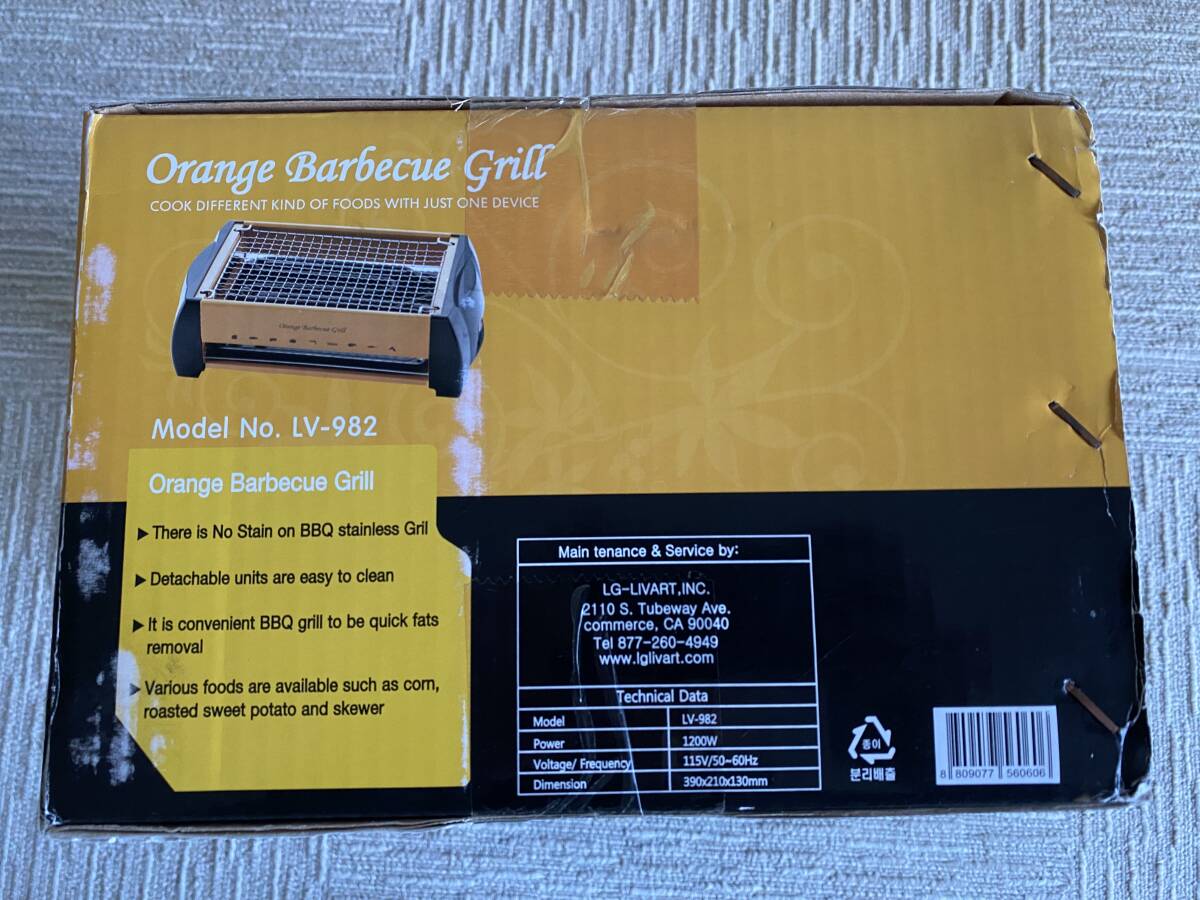 Orange Barbecue Grill
COOK DIFFERENT KIND OF FOODS WITH JUST ONE DEVICE
Orange Barbecue Grill
Model No. LV-982
Orange Barbecue Grill
▶ There is No Stain on BBQ stainless Gril
▶ Detachable units are easy to clean
▶ It is convenient BBQ grill to be quick fats
removal
▶ Various foods are available such as corn,
roasted sweet potato and skewer
Main tenance & Service by:
LG-LIVART,INC.
2110 S. Tubeway Ave.
commerce, CA 90040
Tel 877-260-4949
www.lglivart.com
Technical Data
Model LV-982
Power 1200W
Voltage/ Frequency 115V/50~60Hz
Dimension 390x210x130mm
종이
분리배출
8 809077 560606